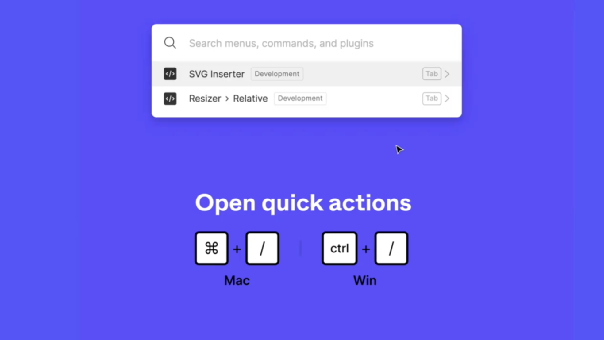 Search menus, commands, and plugins
</> SVG Inserter Development Tab
</> Resizer > Relative Development Tab
Open quick actions
⌘ + / ctrl + /
Mac Win